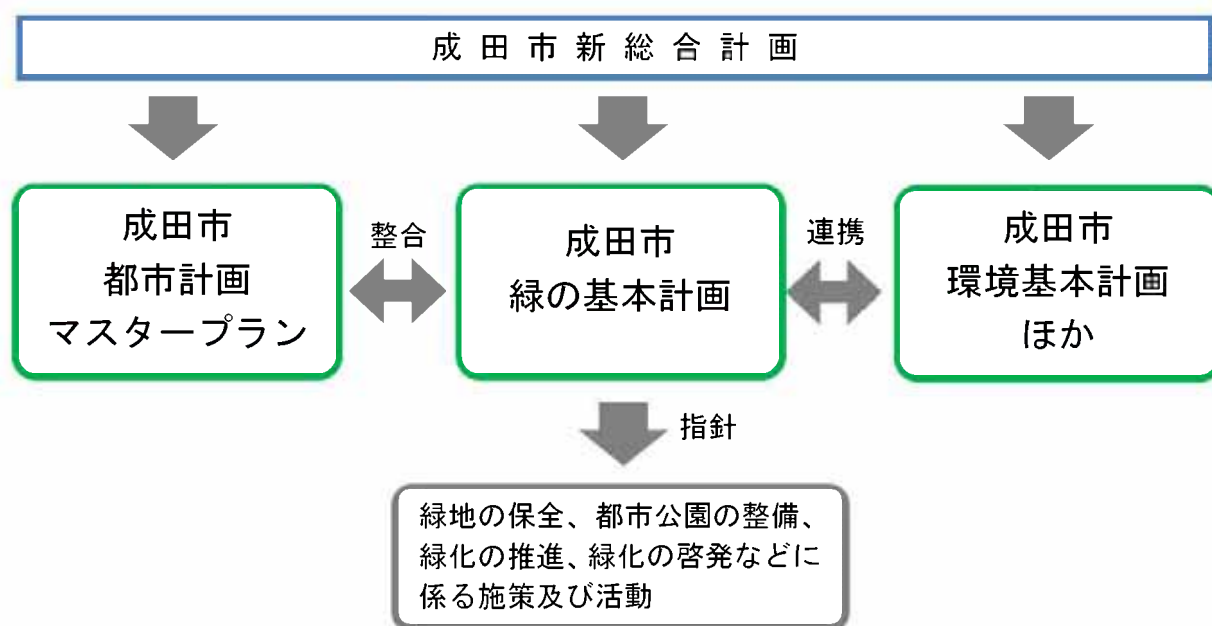 成田市新総合計画
成田市
都市計画
マスタープラン
整合
成田市
緑の基本計画
連携
成田市
環境基本計画
ほか
指針
緑地の保全、都市公園の整備、
緑化の推進、緑化の啓発などに
係る施策及び活動